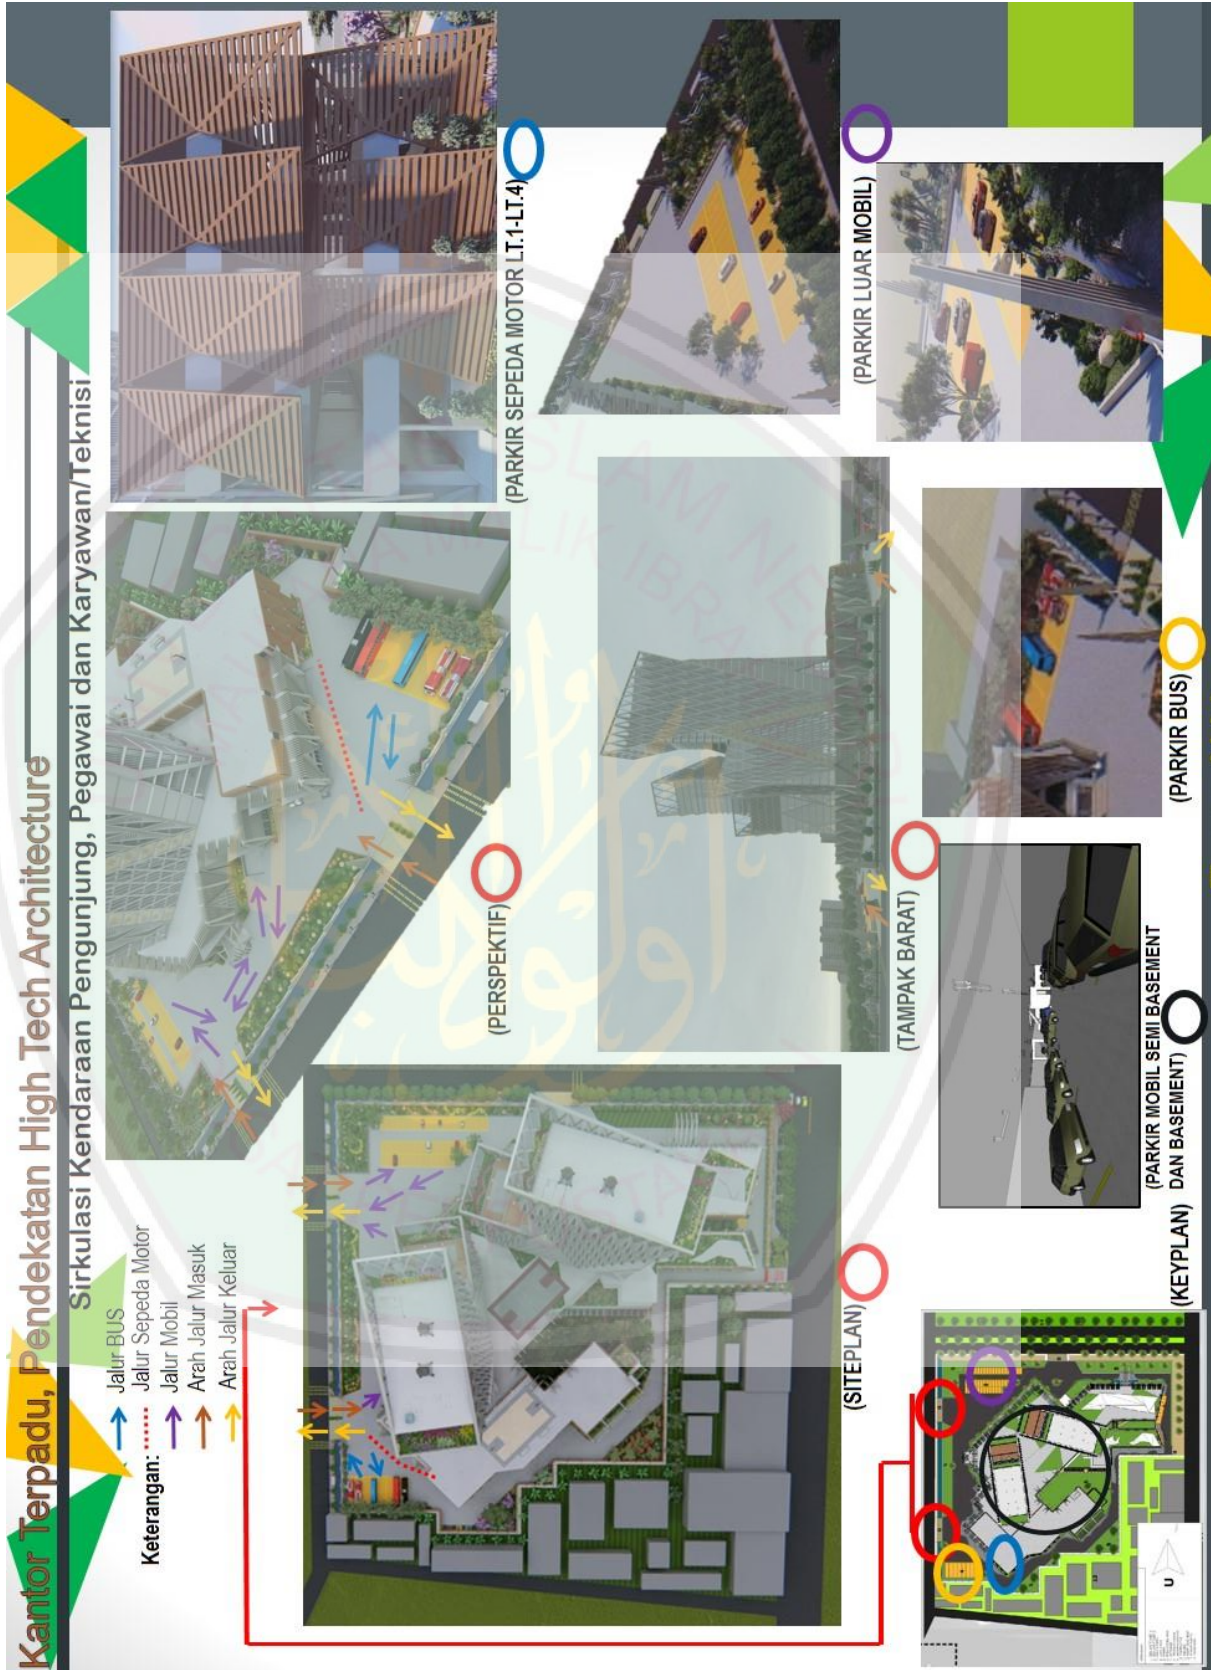 Kantor Terpadu, Pendekatan High Tech Architecture
Sirkulasi Kendaraan Pengunjung, Pegawai dan Karyawan/Teknisi
Keterangan:
Jalur BUS
Jalur Sepeda Motor
Jalur Mobil
Arah Jalur Masuk
Arah Jalur Keluar
(PERSPEKTIF)
(PARKIR SEPEDA MOTOR LT.1-LT.4)
(SITEPLAN)
(TAMPAK BARAT)
(PARKIR LUAR MOBIL)
(KEYPLAN)
(PARKIR MOBIL SEMI BASEMENT
DAN BASEMENT)
(PARKIR BUS)
U